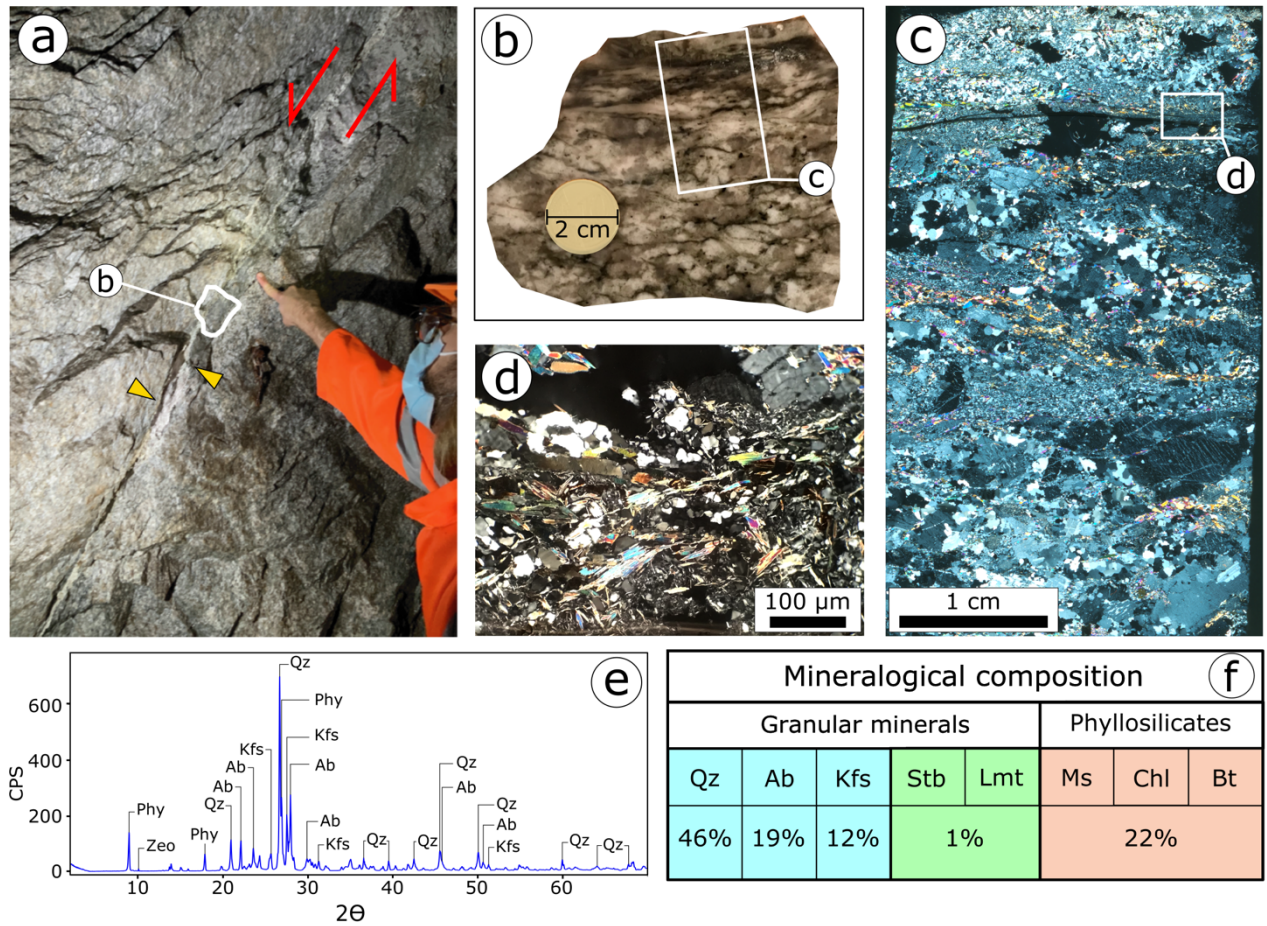 a
b
b
2 cm
c
c
d
d
100 µm
1 cm
e
CPS
600
400
200
0
10
20
30
40
50
60
2Θ
Phy
Zeo
Phy
Qz
Ab
Ab
Kfs
Qz
Phy
Kfs
Ab
Ab
Kfs
Qz
Qz
Qz
Ab
Qz
Ab
Kfs
Qz
Qz
Mineralogical composition
f
Granular minerals Phyllosilicates
Qz Ab Kfs Stb Lmt Ms Chl Bt
46% 19% 12% 1% 22%